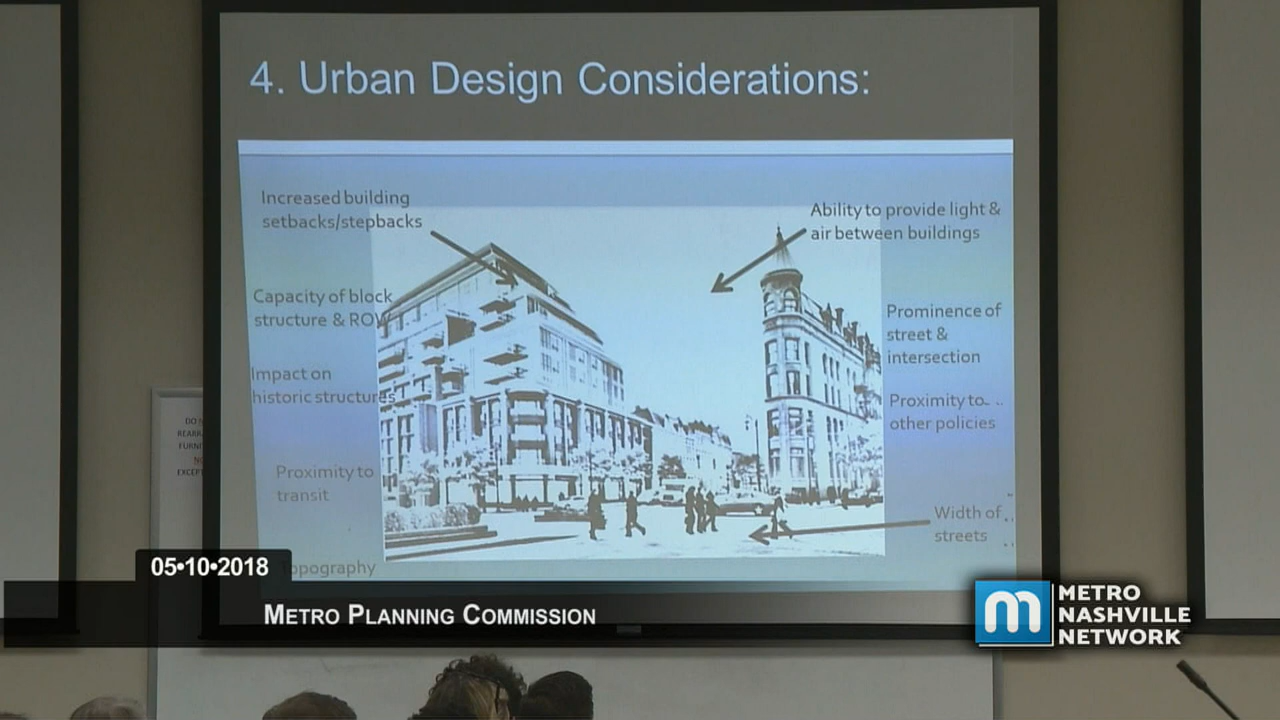 4. Urban Design Considerations:
Increased building
setbacks/stepbacks
Ability to provide light &
air between buildings
Capacity of block
structure & ROW
Prominence of
street &
intersection
Impact on
historic structures
Proximity to
other policies
Proximity to
transit
Width of
streets
opography
DO
REARR
FURN
NO
EXCEPT
05•10•2018
METRO PLANNING COMMISSION
m
METRO
NASHVILLE
NETWORK